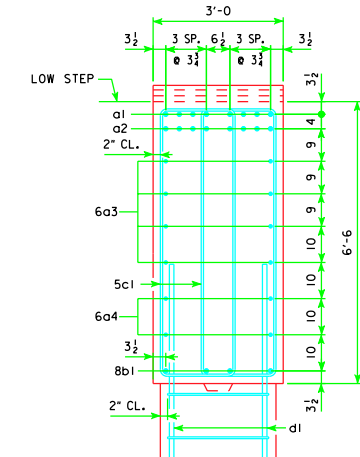 3'-0
3½ 3 SP. 6½ 3 SP. 3½
@ 3¾ @ 3¾
LOW STEP
3½
a1
4
a2
9
2" CL.
9
6a3
9
6'-6
10
10
5c1
10
6a4
10
3½
8b1
3½
2" CL.
d1